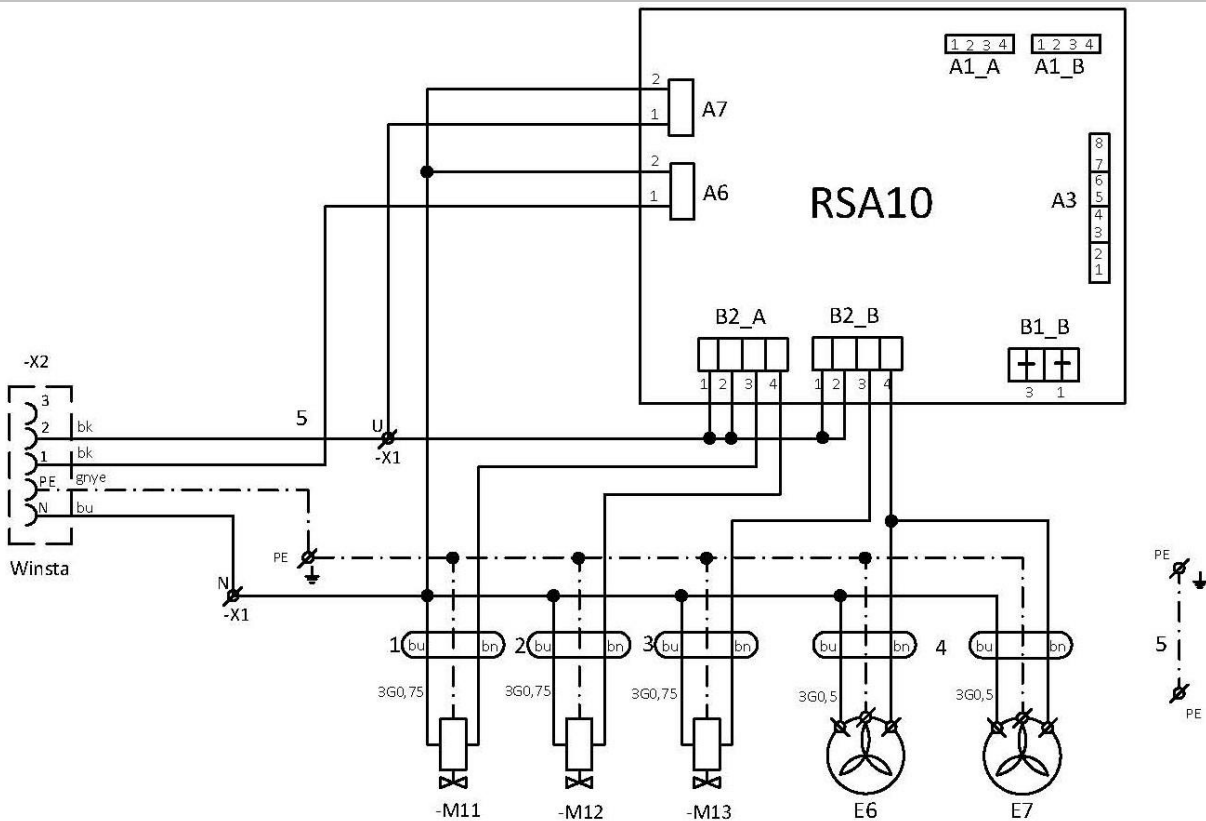 1 2 3 4 1 2 3 4
A1_A A1_B
2
A7
1
2
A6
1
RSA10
8
7
6
5
A3
4
3
2
1
B2_A B2_B
B1_B
1 2 3 4 1 2 3 4
3 1
-X2
3
2 bk
5
U
-X1
1 bk
PE gnye
N bu
Winsta
PE
N
-X1
PE
1 bu bn 2 bu bn 3 bu bn bu bn 4 bu bn
5
3G0,75 3G0,75 3G0,75 3G0,5 3G0,5
PE
-M11 -M12 -M13 E6 E7